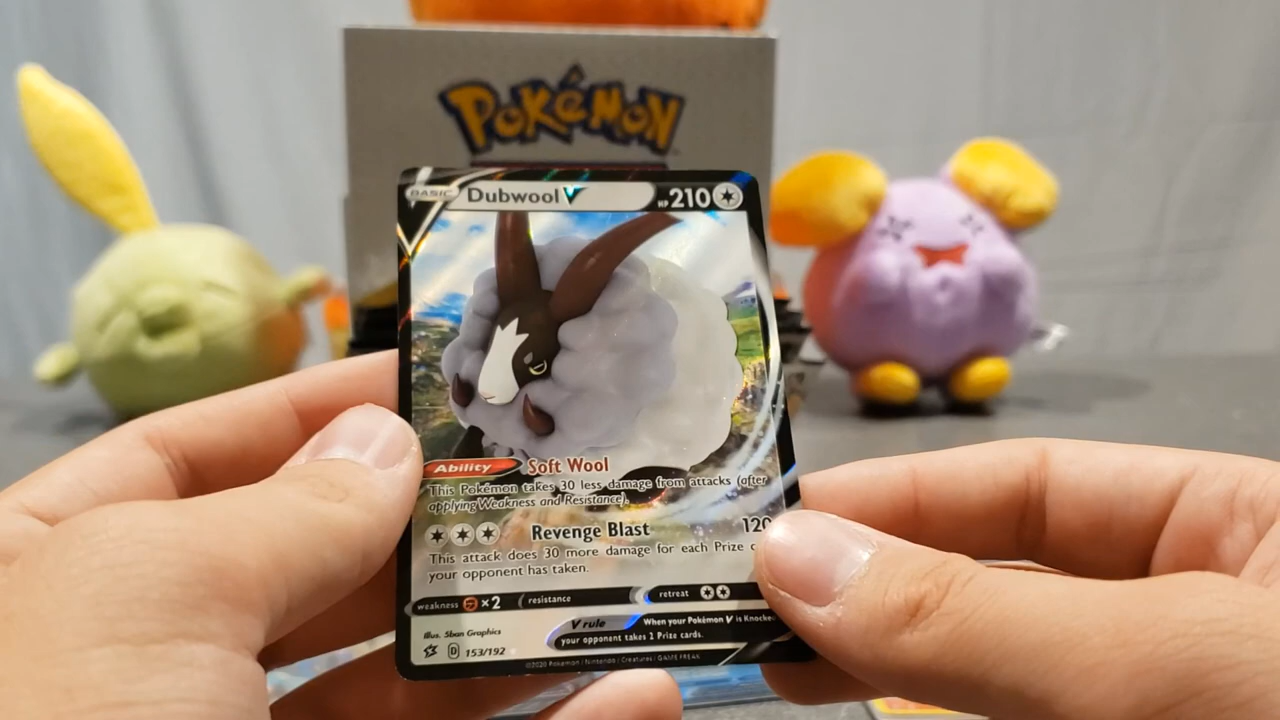 Pokémon
BASIC Dubwool V HP 210
Ability Soft Wool
This Pokémon takes 30 less damage from attacks (after
applying Weakness and Resistance).
Revenge Blast 120
This attack does 30 more damage for each Prize
your opponent has taken.
weakness ×2 resistance retreat
V rule When your Pokémon V is Knocke
your opponent takes 2 Prize cards.
Illus. 5ban Graphics
D 153/192
©2020 Pokémon / Nintendo / Creatures / GAME FREAK